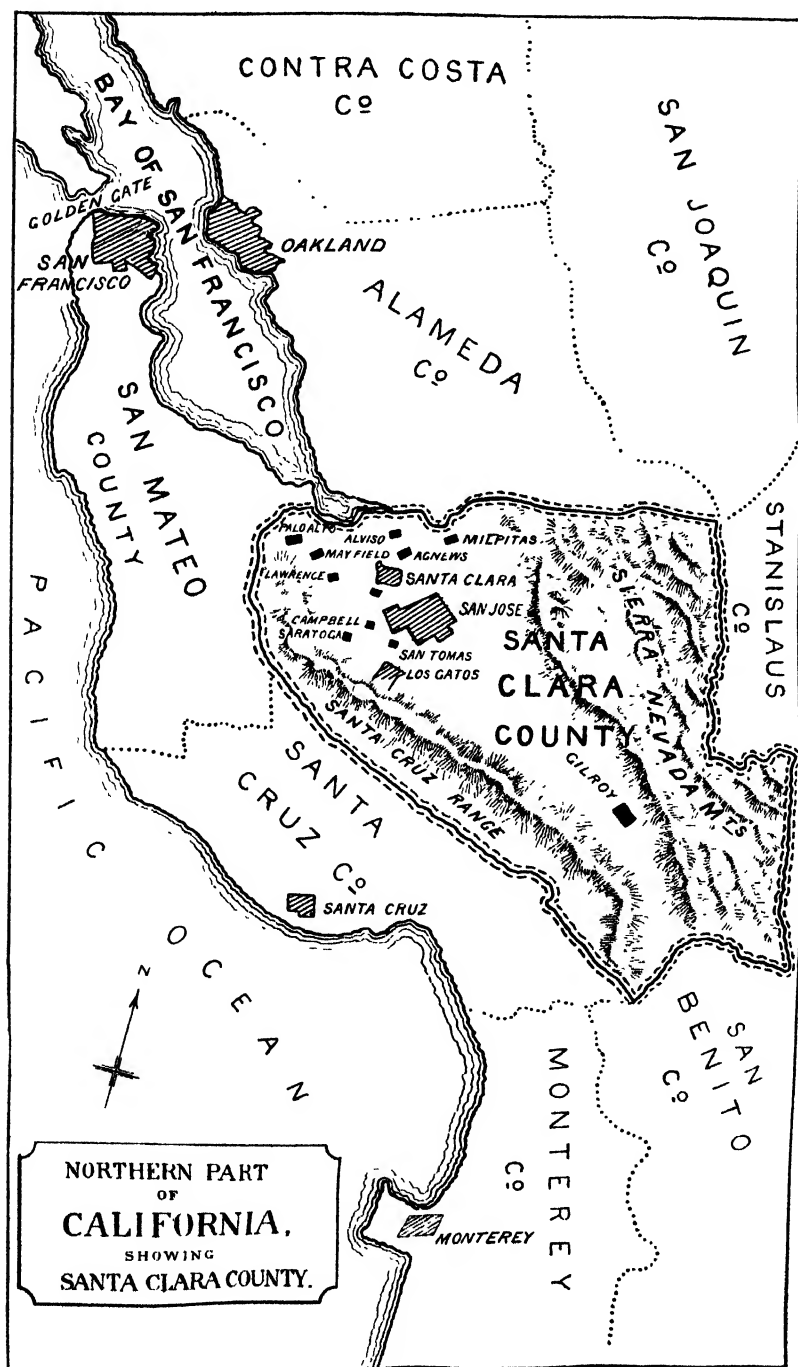 CONTRA COSTA
Cº
SAN JOAQUIN
Cº
BAY OF SAN FRANCISCO
GOLDEN GATE
SAN
FRANCISCO
OAKLAND
ALAMEDA
Cº
SAN MATEO
COUNTY
STANISLAUS
Cº
PALO ALTO
ALVISO
MILPITAS
MAYFIELD
AGNEWS
LAWRENCE
SANTA CLARA
CAMPBELL
SAN JOSE
SARATOGA
SAN TOMAS
LOS GATOS
SANTA
CLARA
COUNTY
SIERRA NEVADA MTS
GILROY
SANTA CRUZ RANGE
SANTA
CRUZ
Cº
SANTA CRUZ
PACIFIC
OCEAN
N
SAN
BENITO
Cº
MONTEREY
Cº
MONTEREY
NORTHERN PART
OF
CALIFORNIA,
SHOWING
SANTA CLARA COUNTY.